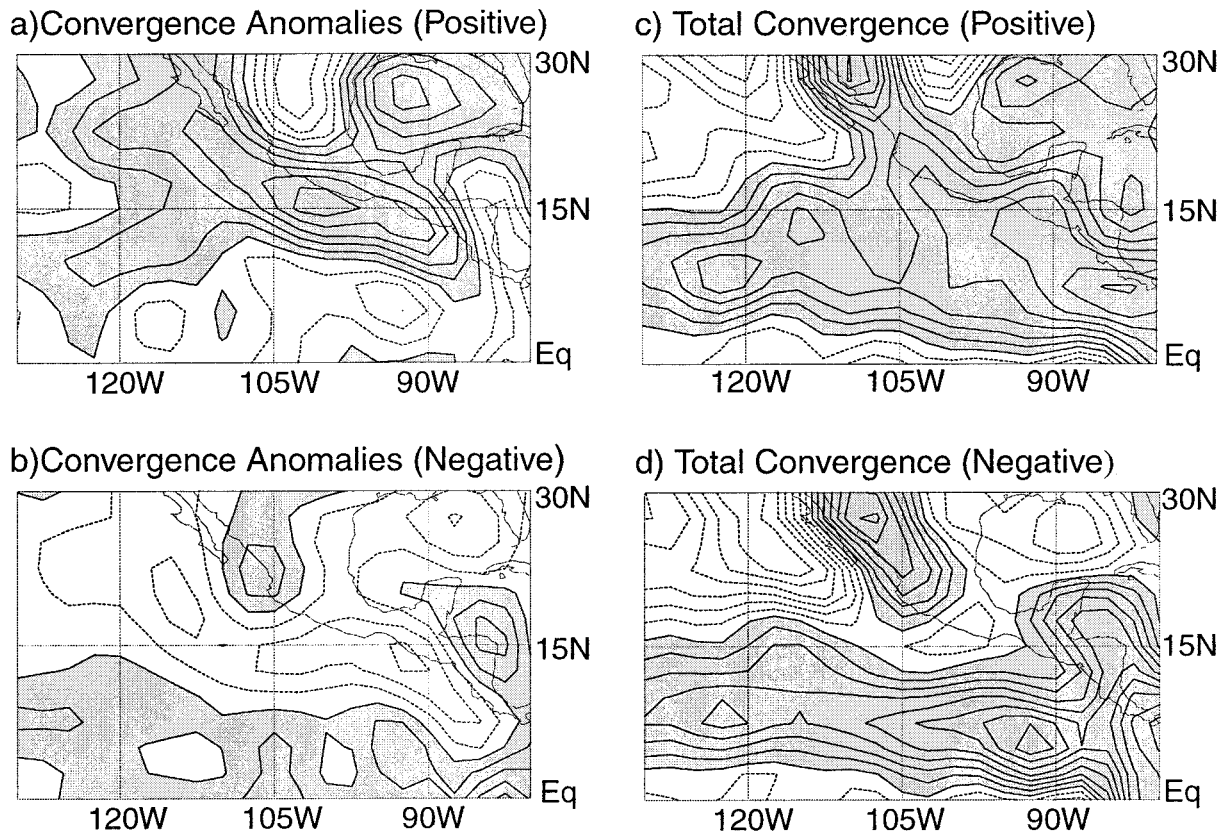 a)Convergence Anomalies (Positive)
30N
15N
Eq
120W 105W 90W
c) Total Convergence (Positive)
30N
15N
Eq
120W 105W 90W
b)Convergence Anomalies (Negative)
30N
15N
Eq
120W 105W 90W
d) Total Convergence (Negative)
30N
15N
Eq
120W 105W 90W